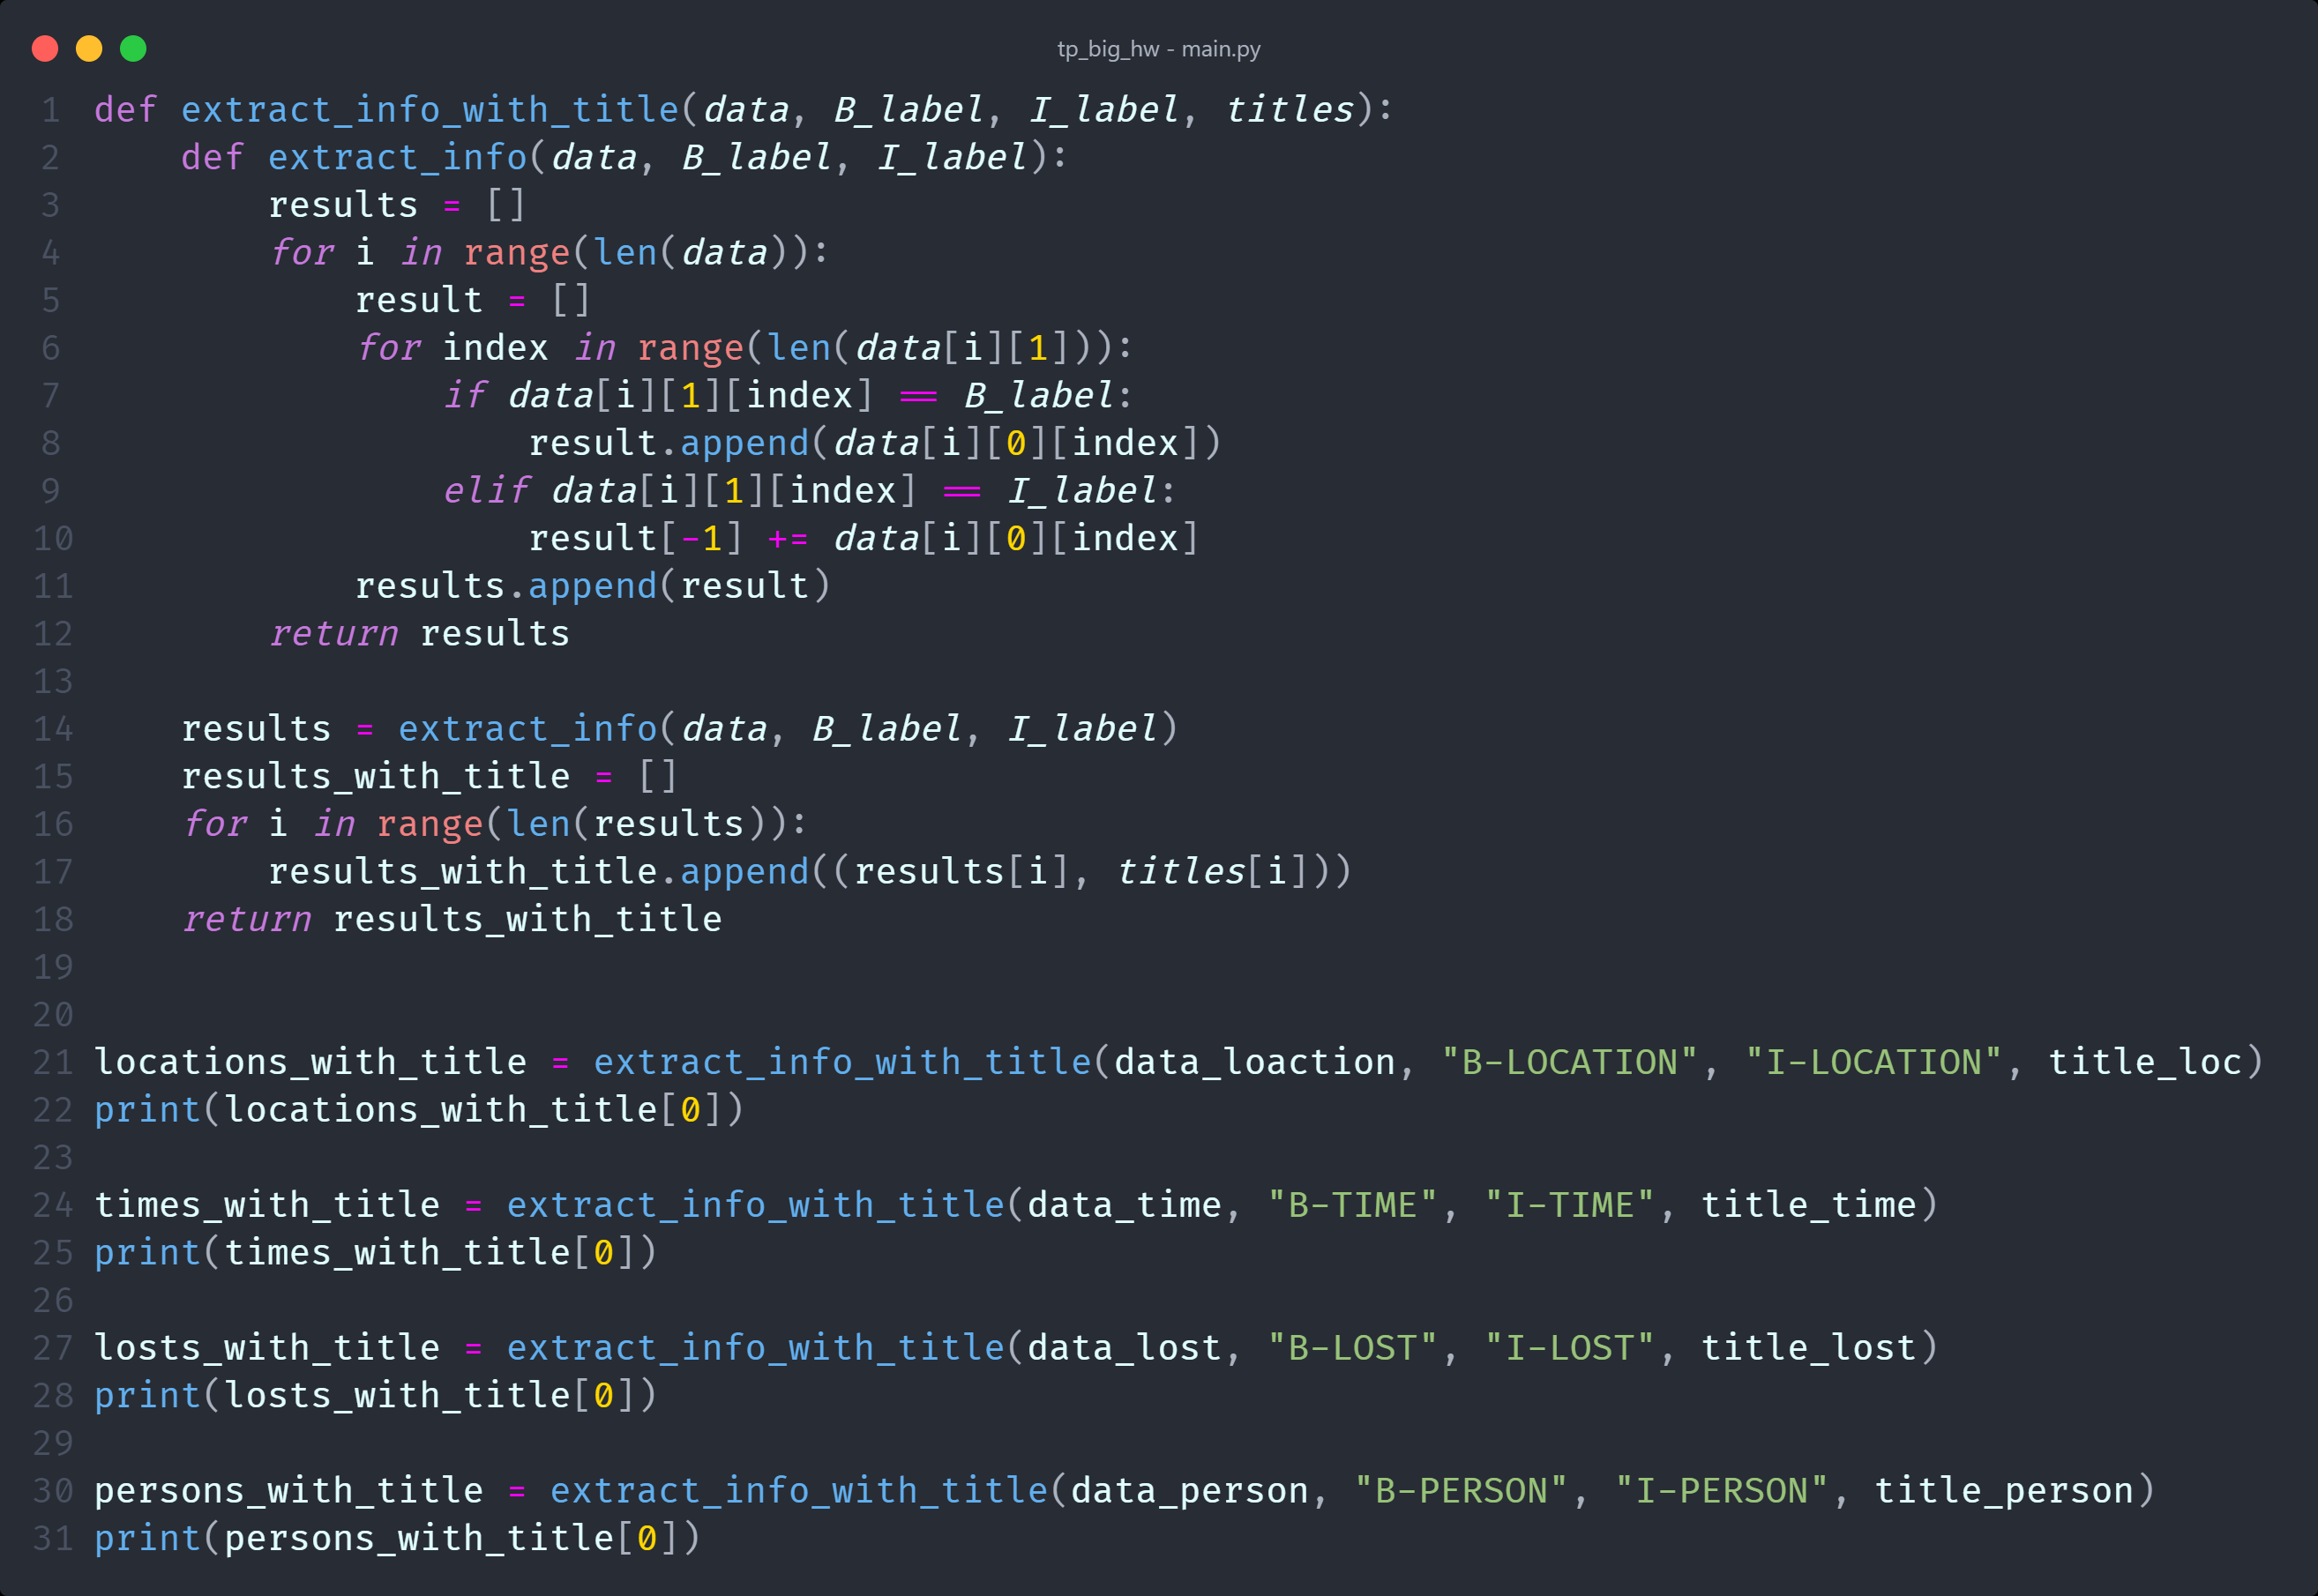 tp_big_hw - main.py
1 def extract_info_with_title(data, B_label, I_label, titles):
2     def extract_info(data, B_label, I_label):
3         results = []
4         for i in range(len(data)):
5             result = []
6             for index in range(len(data[i][1])):
7                 if data[i][1][index] == B_label:
8                     result.append(data[i][0][index])
9                 elif data[i][1][index] == I_label:
10                     result[-1] += data[i][0][index]
11             results.append(result)
12         return results
13
14     results = extract_info(data, B_label, I_label)
15     results_with_title = []
16     for i in range(len(results)):
17         results_with_title.append((results[i], titles[i]))
18     return results_with_title
19
20
21 locations_with_title = extract_info_with_title(data_loaction, "B-LOCATION", "I-LOCATION", title_loc)
22 print(locations_with_title[0])
23
24 times_with_title = extract_info_with_title(data_time, "B-TIME", "I-TIME", title_time)
25 print(times_with_title[0])
26
27 losts_with_title = extract_info_with_title(data_lost, "B-LOST", "I-LOST", title_lost)
28 print(losts_with_title[0])
29
30 persons_with_title = extract_info_with_title(data_person, "B-PERSON", "I-PERSON", title_person)
31 print(persons_with_title[0])